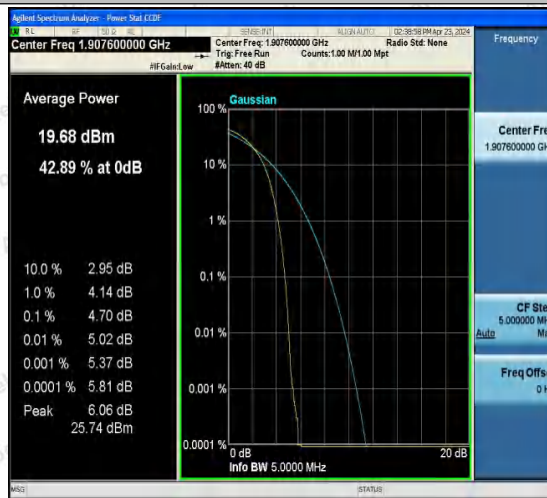 Agilent Spectrum Analyzer - Power Stat CCDF
RL RF 50 Ω AC SENSE:INT ALIGN AUTO 02:38:58 PM Apr 23, 2024
Center Freq 1.907600000 GHz
Center Freq: 1.907600000 GHz Radio Std: None
Trig: Free Run Counts:1.00 M/1.00 Mpt
#IFGain:Low #Atten: 40 dB
Frequency
Average Power
19.68 dBm
42.89 % at 0dB
10.0 % 2.95 dB
1.0 % 4.14 dB
0.1 % 4.70 dB
0.01 % 5.02 dB
0.001 % 5.37 dB
0.0001 % 5.81 dB
Peak 6.06 dB
25.74 dBm
Gaussian
100 %
10 %
1 %
0.1 %
0.01 %
0.001 %
0.0001 %
0 dB 20 dB
Info BW 5.0000 MHz
Center Fre
1.907600000 GH
CF Ste
5.000000 MH
Auto
Freq Offs
0 H
MSG STATUS